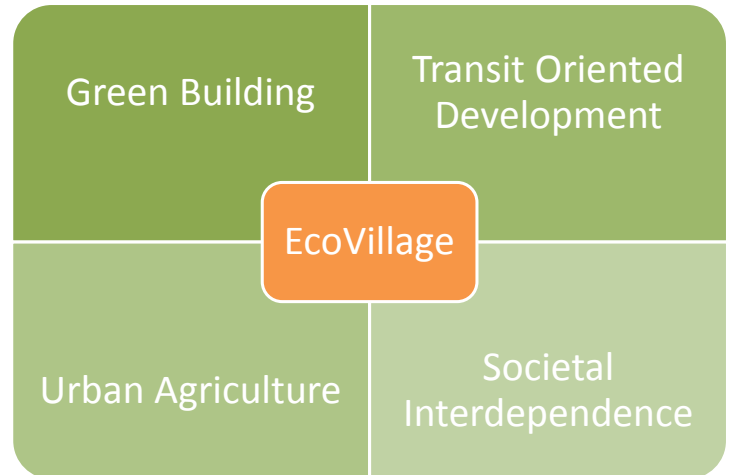 Green Building
Transit Oriented
Development
EcoVillage
Urban Agriculture
Societal
Interdependence